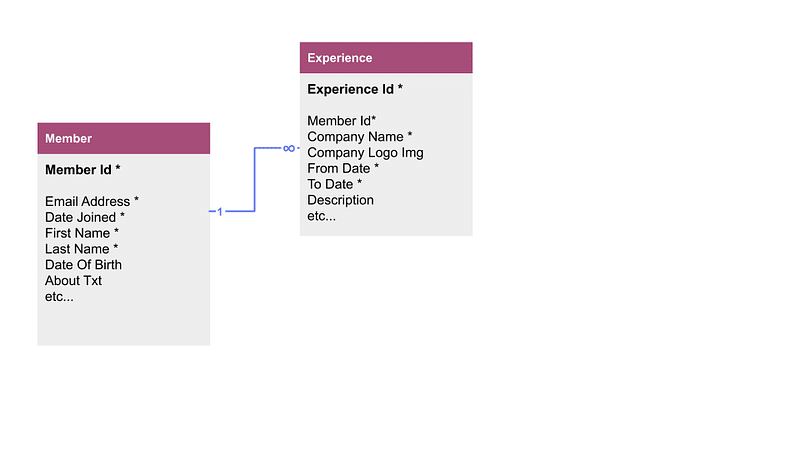 Experience
Experience Id *
Member Id*
Company Name *
Company Logo Img
From Date *
To Date *
Description
etc...
Member
Member Id *
Email Address *
Date Joined *
First Name *
Last Name *
Date Of Birth
About Txt
etc...
1
∞